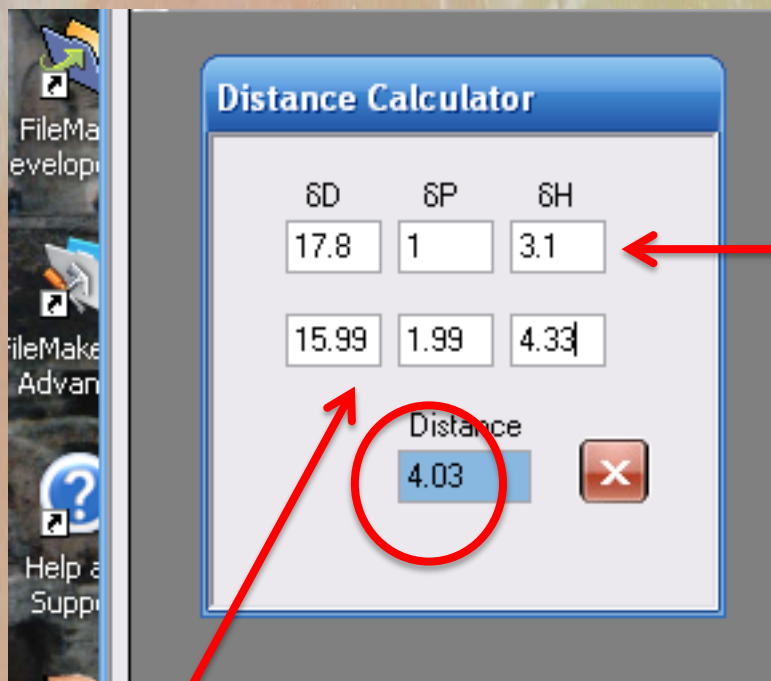 FileMa
evelop
Distance Calculator
δD δP δH
17.8 1 3.1
15.99 1.99 4.33
FileMake
Advan
Distance
4.03
Help a
Suppo